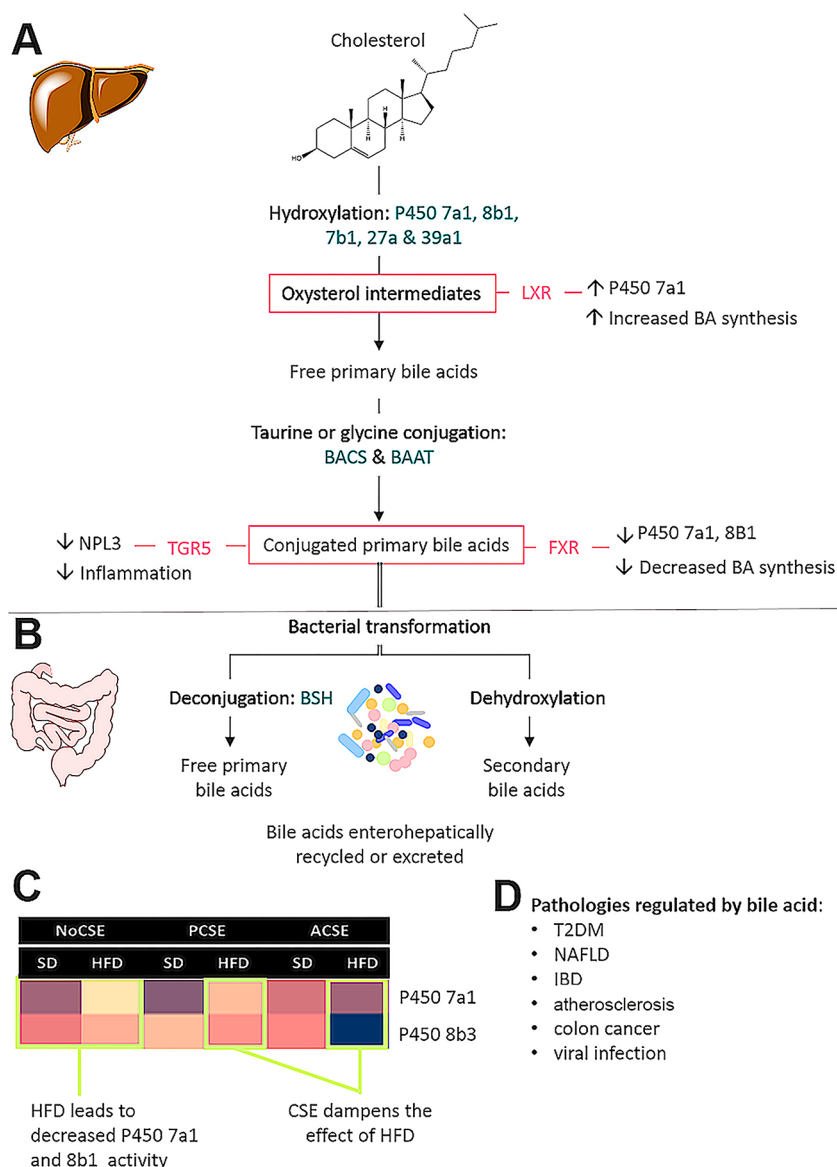 A
Cholesterol
H
H
H
HO
Hydroxylation: P450 7a1, 8b1,
7b1, 27a & 39a1
Oxysterol intermediates
LXR
↑ P450 7a1
↑ Increased BA synthesis
Free primary bile acids
Taurine or glycine conjugation:
BACS & BAAT
↓ NPL3
↓ Inflammation
TGR5
Conjugated primary bile acids
FXR
↓ P450 7a1, 8B1
↓ Decreased BA synthesis
B
Bacterial transformation
Deconjugation: BSH
Dehydroxylation
Free primary
bile acids
Secondary
bile acids
Bile acids enterohepatically
recycled or excreted
C
NoCSE PCSE ACSE
SD HFD SD HFD SD HFD
P450 7a1
P450 8b3
HFD leads to
decreased P450 7a1
and 8b1 activity
CSE dampens the
effect of HFD
D
Pathologies regulated by bile acid:
• T2DM
• NAFLD
• IBD
• atherosclerosis
• colon cancer
• viral infection